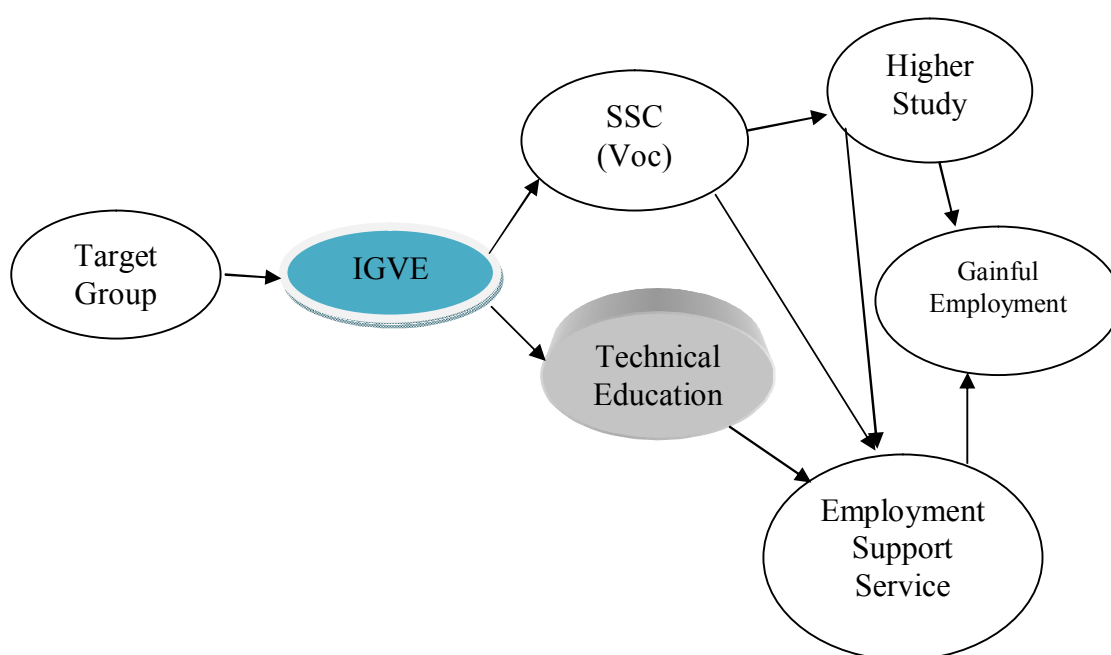 Higher
Study
SSC
(Voc)
Target
Group
IGVE
Gainful
Employment
Technical
Education
Employment
Support
Service